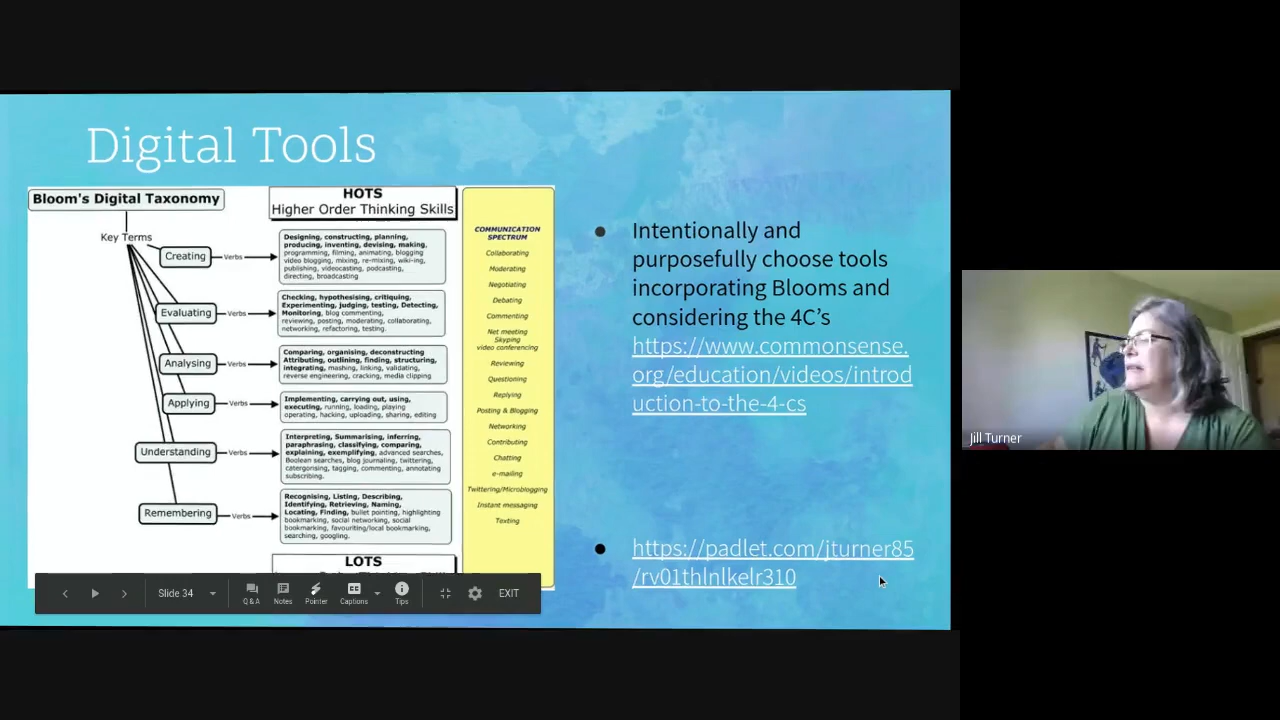 Digital Tools
Bloom's Digital Taxonomy
HOTS
Higher Order Thinking Skills
Key Terms
Creating
Verbs
Designing, constructing, planning,
producing, inventing, devising, making,
programming, filming, animating, blogging
video blogging, mixing, re-mixing, wiki-ing,
publishing, videocasting, podcasting,
directing, broadcasting
Evaluating
Verbs
Checking, hypothesising, critiquing,
Experimenting, judging, testing, Detecting,
Monitoring, blog commenting,
reviewing, posting, moderating, collaborating,
networking, refactoring, testing.
Analysing
Verbs
Comparing, organising, deconstructing
Attributing, outlining, finding, structuring,
integrating, mashing, linking, validating,
reverse engineering, cracking, media clipping
Applying
Verbs
Implementing, carrying out, using,
executing, running, loading, playing
operating, hacking, uploading, sharing, editing
Understanding
Verbs
Interpreting, Summarising, inferring,
paraphrasing, classifying, comparing,
explaining, exemplifying, advanced searches,
Boolean searches, blog journaling, twittering,
catergorising, tagging, commenting, annotating
subscribing.
Remembering
Verbs
Recognising, Listing, Describing,
Identifying, Retrieving, Naming,
Locating, Finding, bullet pointing, highlighting
bookmarking, social networking, social
bookmarking, favouriting/local bookmarking,
searching, googling.
LOTS
COMMUNICATION
SPECTRUM
Collaborating
Moderating
Negotiating
Debating
Commenting
Net meeting
Skyping
video conferencing
Reviewing
Questioning
Replying
Posting & Blogging
Networking
Contributing
Chatting
e-mailing
Twittering/Microblogging
Instant messaging
Texting
● Intentionally and
purposefully choose tools
incorporating Blooms and
considering the 4C's
https://www.commonsense.
org/education/videos/introd
uction-to-the-4-cs
● https://padlet.com/jturner85
/rv01thlnlkelr310
Slide 34
Q & A
Notes
Pointer
Captions
Tips
EXIT
Jill Turner